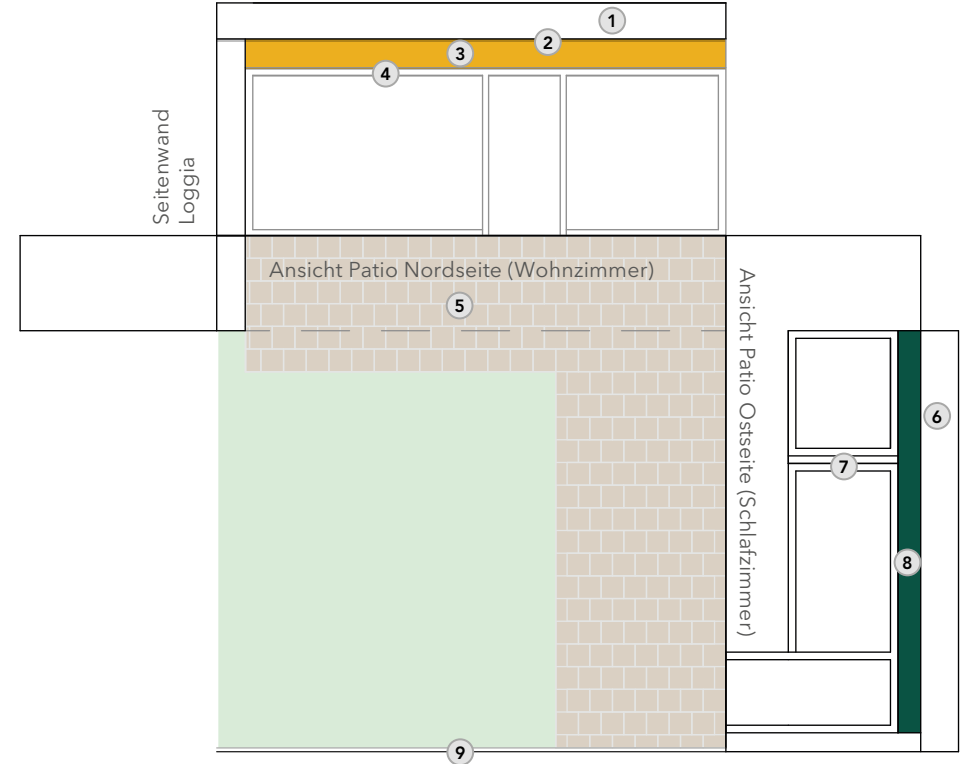 1
2
3
4
Seitenwand
Loggia
Ansicht Patio Nordseite (Wohnzimmer)
5
Ansicht Patio Ostseite (Schlafzimmer)
6
7
8
9